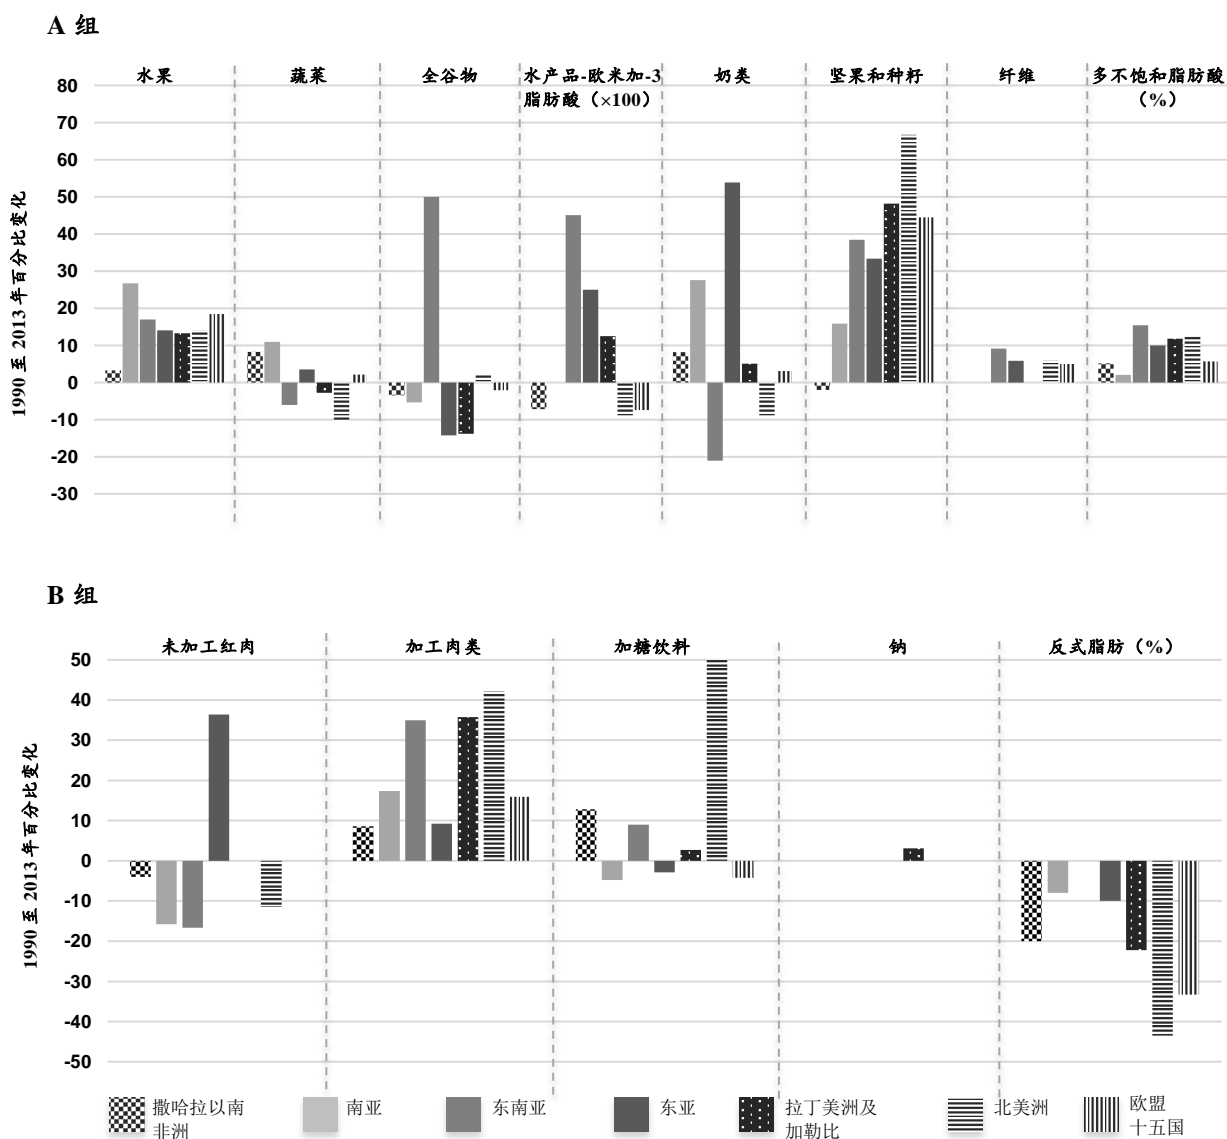 A 组
水果 蔬菜 全谷物 水产品-欧米加-3 奶类 坚果和种籽 纤维 多不饱和脂肪酸
脂肪酸（×100） （%）
80
70
60
50
40
30
20
10
0
-10
-20
-30
1990 至 2013 年百分比变化
B 组
未加工红肉 加工肉类 加糖饮料 钠 反式脂肪（%）
50
40
30
20
10
0
-10
-20
-30
-40
-50
1990 至 2013 年百分比变化
撒哈拉以南 南亚 东南亚 东亚 拉丁美洲及 北美洲 欧盟
非洲 加勒比 十五国